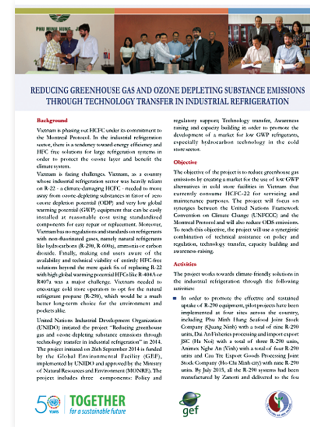 REDUCING GREENHOUSE GAS AND OZONE DEPLETING SUBSTANCE EMISSIONS
THROUGH TECHNOLOGY TRANSFER IN INDUSTRIAL REFRIGERATION
Background
Vietnam is phasing out HCFC under its commitment to
the Montreal Protocol. In the industrial refrigeration
sector, there is a tendency toward energy efficiency and
HFC free solutions for large refrigeration systems in
order to protect the ozone layer and benefit the
climate system.
Vietnam is facing challenges. Vietnam, as a country
whose industrial refrigeration sector was heavily reliant
on R-22 - a climate-damaging HCFC - needed to move
away from ozone depleting substances in favor of zero
ozone depletion potential (ODP) and very low global
warming potential (GWP) equipment that can be easily
installed at reasonable cost using standardized
components for easy repair or replacement. Moreover,
Vietnam has no regulations and standards on refrigerants
with non-fluorinated gases, namely natural refrigerants
like hydrocarbons (R-290, R-600a), ammonia or carbon
dioxide. Finally, making end users aware of the
availability and technical viability of entirely HFC-free
solutions beyond the mere quick fix of replacing R-22
with high global warming potential HFCs like R-404A or
R407a was a major challenge. Vietnam needed to
encourage cold store operators to opt for the natural
refrigerant propane (R-290), which would be a much
better long-term choice for the environment and
pockets alike.
United Nations Industrial Development Organization
(UNIDO) initiated the project "Reducing greenhouse
gas and ozone-depleting substance emissions through
technology transfer in industrial refrigeration" in 2014.
The project initiated on 26th September 2014 is funded
by the Global Environmental Facility (GEF),
implemented by UNIDO and approved by the Ministry
of Natural Resources and Environment (MONRE). The
project includes three components: Policy and
regulatory support; Technology transfer, Awareness
raising and capacity building in order to promote the
development of a market for low GWP refrigerants,
especially hydrocarbon technology in the cold
store sector.
Objective
The objective of the project is to reduce greenhouse gas
emissions by creating a market for the use of low GWP
alternatives in cold store facilities in Vietnam that
currently consume HCFC-22 for servicing and
maintenance purposes. The project will focus on
synergies between the United Nations Framework
Convention on Climate Change (UNFCCC) and the
Montreal Protocol and will also reduce ODS emissions.
To reach this objective, the project will use a synergistic
combination of technical assistance on policy and
regulation, technology transfer, capacity building and
awareness-raising.
Activities
The project works towards climate-friendly solutions in
the industrial refrigeration through the following
activities:
In order to promote the effective and sustained
uptake of R-290 equipment, pilot projects have been
implemented at four sites across the country,
including Phu Minh Hung Seafood Joint Stock
Company (Quang Ninh) with a total of nine R-290
units, Do An Fisheries processing and import-export
JSC (Ha Noi) with a total of three R-290 units,
Animex Nghe An (Vinh) with a total of four R-290
units and Cau Tre Export Goods Processing Joint
Stock Company (Ho Chi Minh city) with nine R-290
units. By July 2015, all the R-290 systems had been
manufactured by Zanotti and delivered to the five
50 YEARS
TOGETHER
for a sustainable future
gef